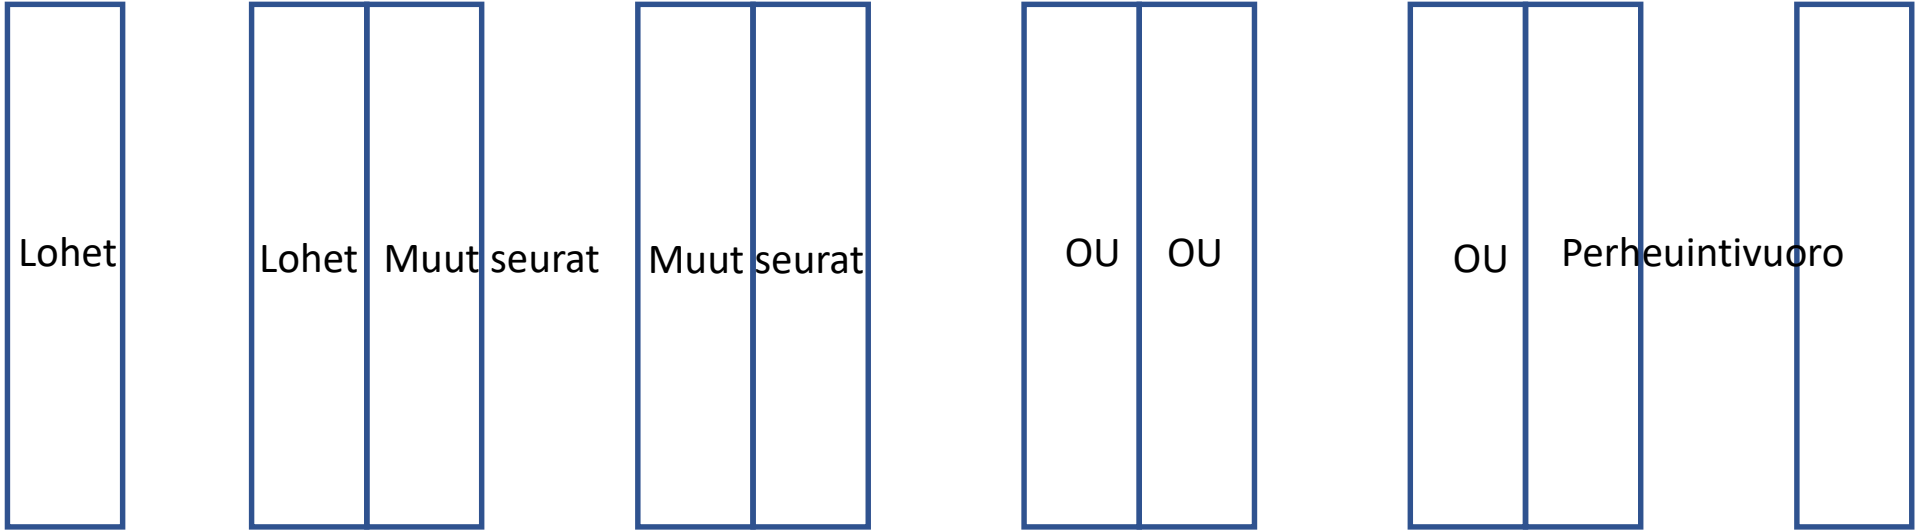 Lohet
Lohet
Muut seurat
Muut seurat
OU
OU
OU
Perheuintivuoro